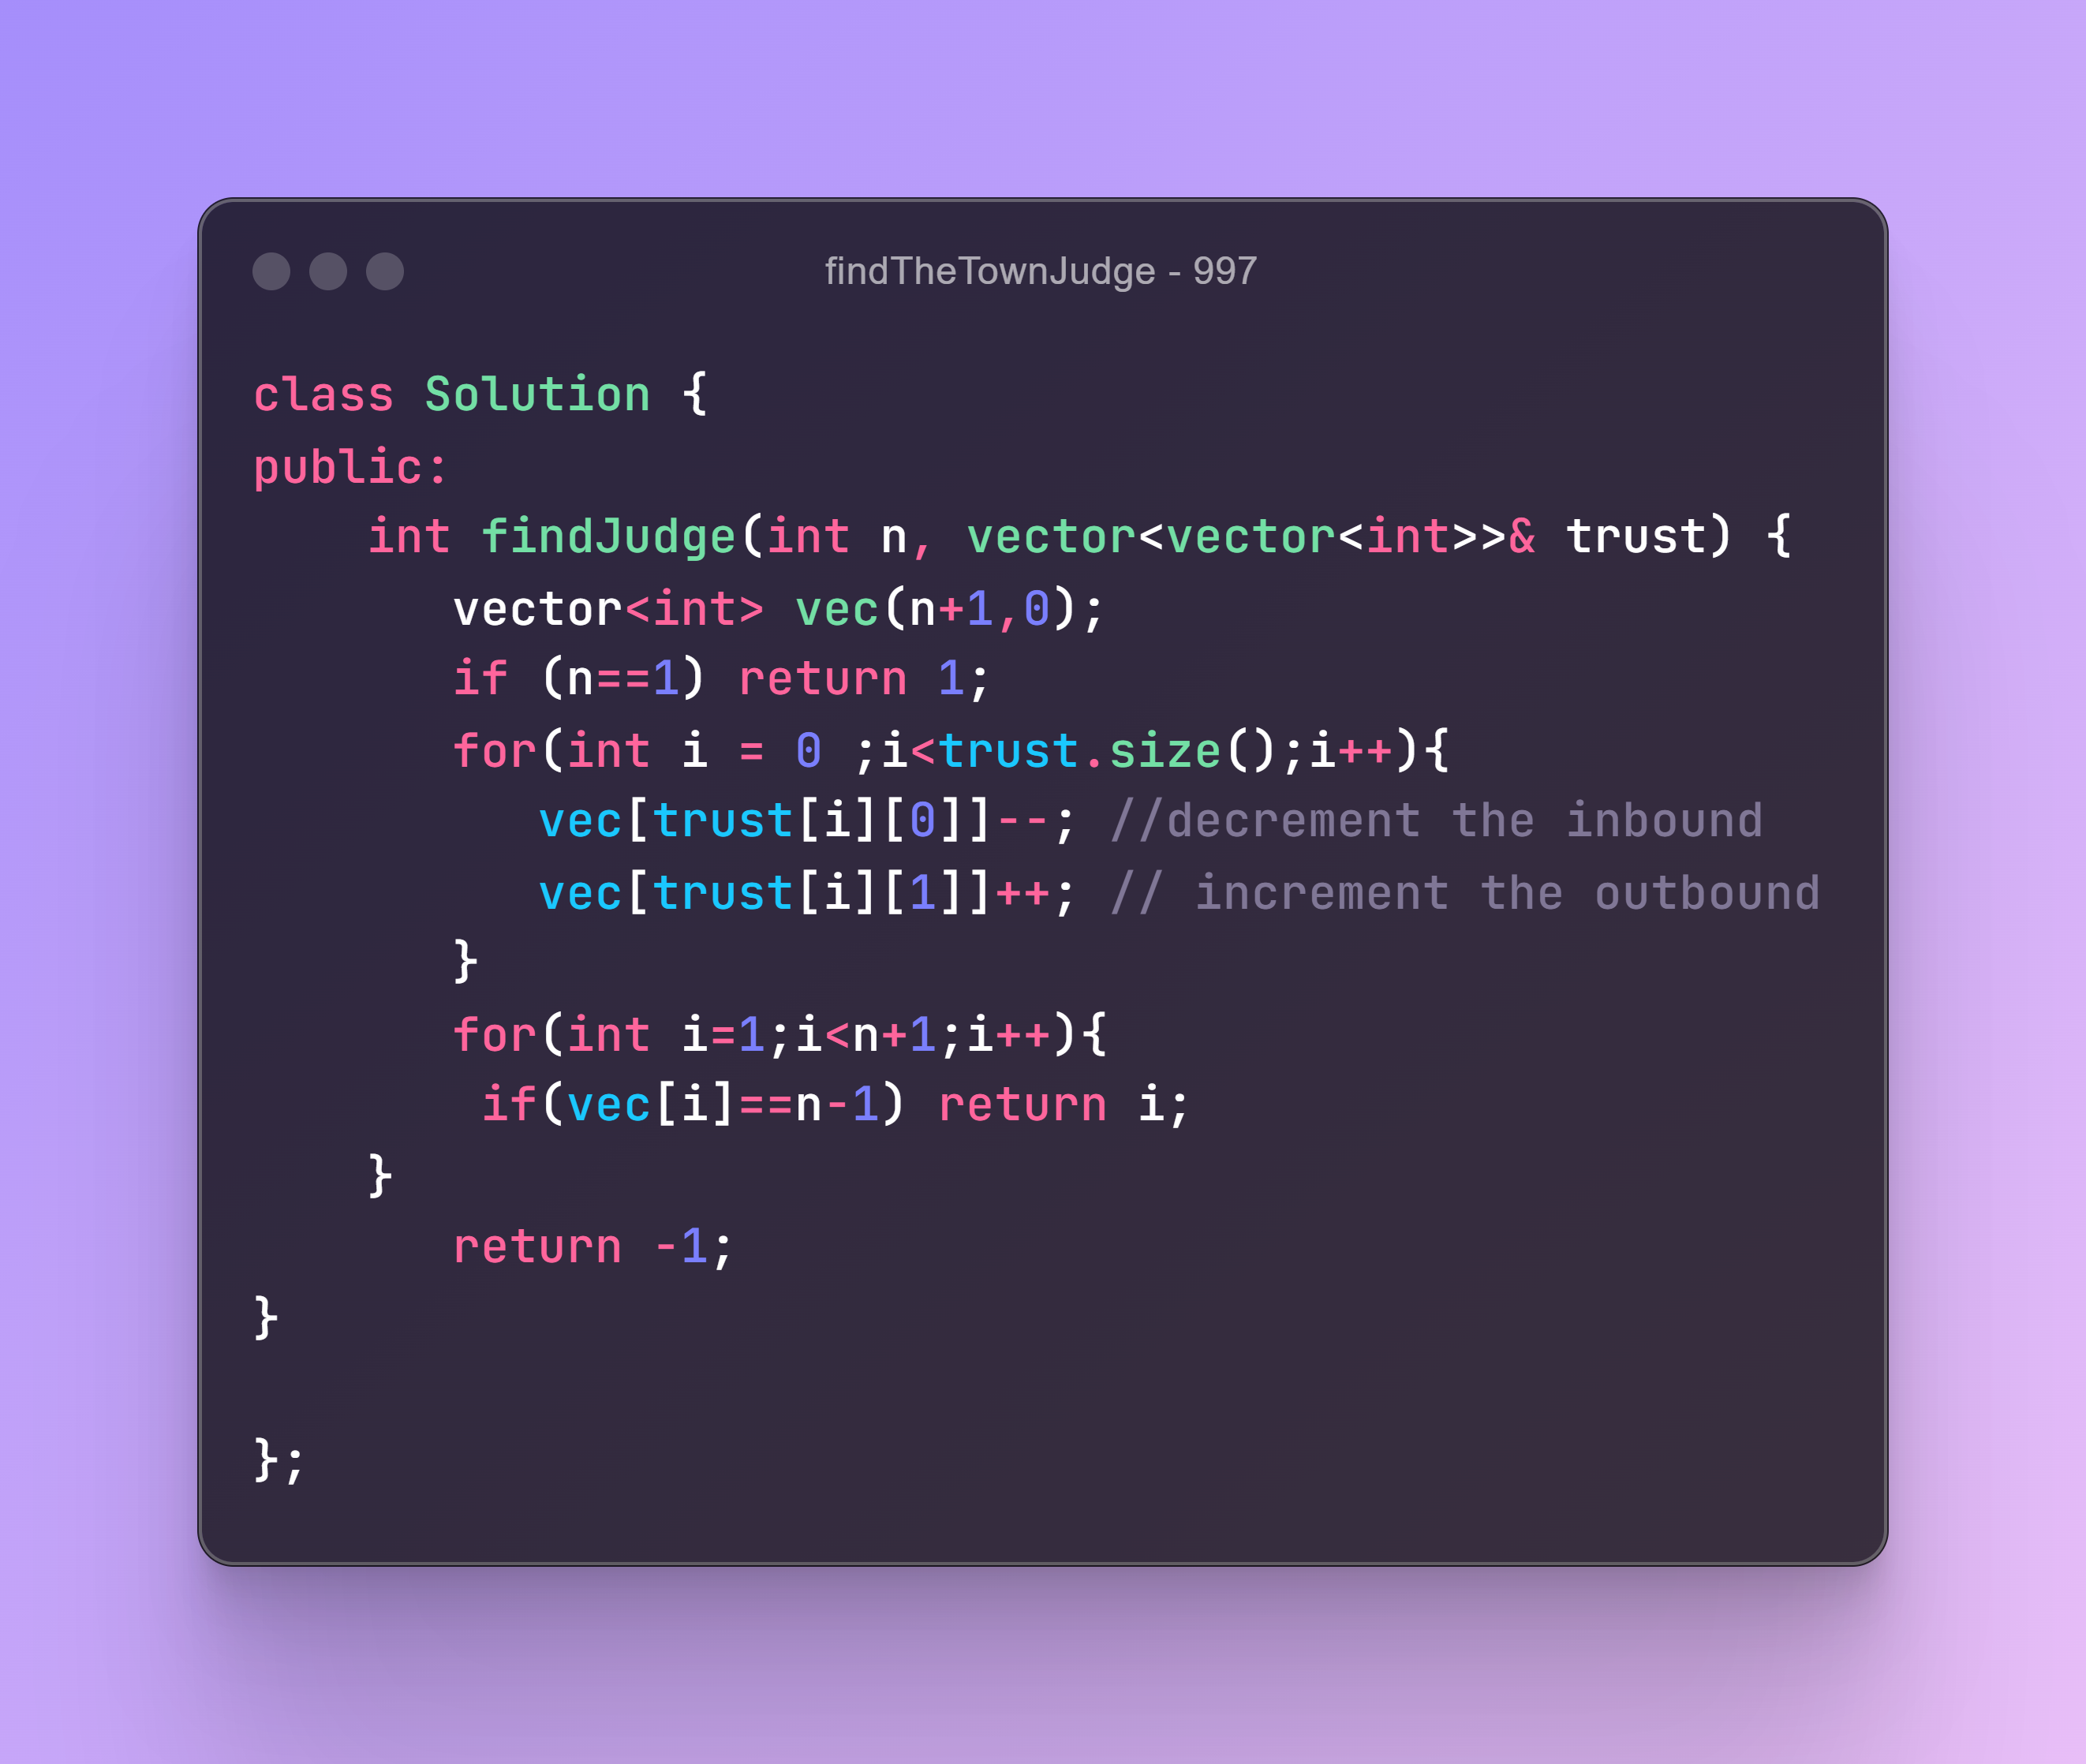 findTheTownJudge - 997
class Solution {
public:
    int findJudge(int n, vector<vector<int>>& trust) {
       vector<int> vec(n+1,0);
       if (n==1) return 1;
       for(int i = 0 ;i<trust.size();i++){
          vec[trust[i][0]]--; //decrement the inbound
          vec[trust[i][1]]++; // increment the outbound
       }
       for(int i=1;i<n+1;i++){
        if(vec[i]==n-1) return i;
    }
       return -1;
}

};